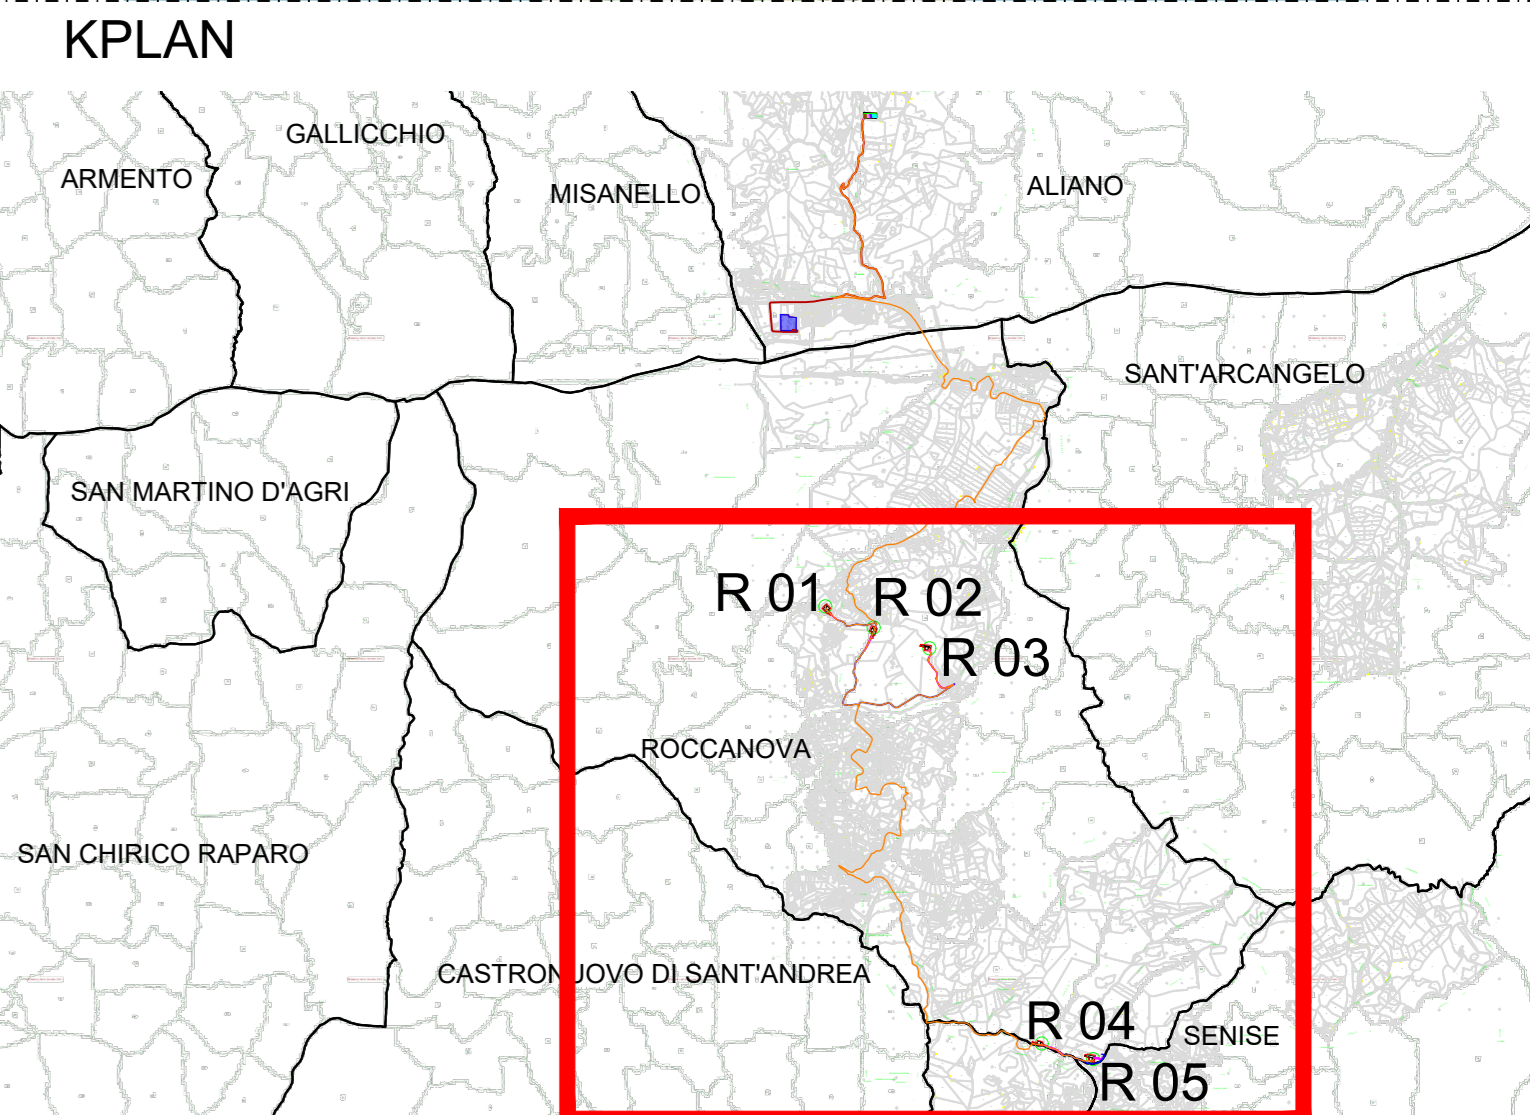 KPLAN
GALLICCHIO
ARMENTO
MISANELLO
ALIANO
SANT'ARCANGELO
SAN MARTINO D'AGRI
R 01
R 02
R 03
ROCCANOVA
SAN CHIRICO RAPARO
CASTRONUOVO DI SANT'ANDREA
R 04
SENISE
R 05